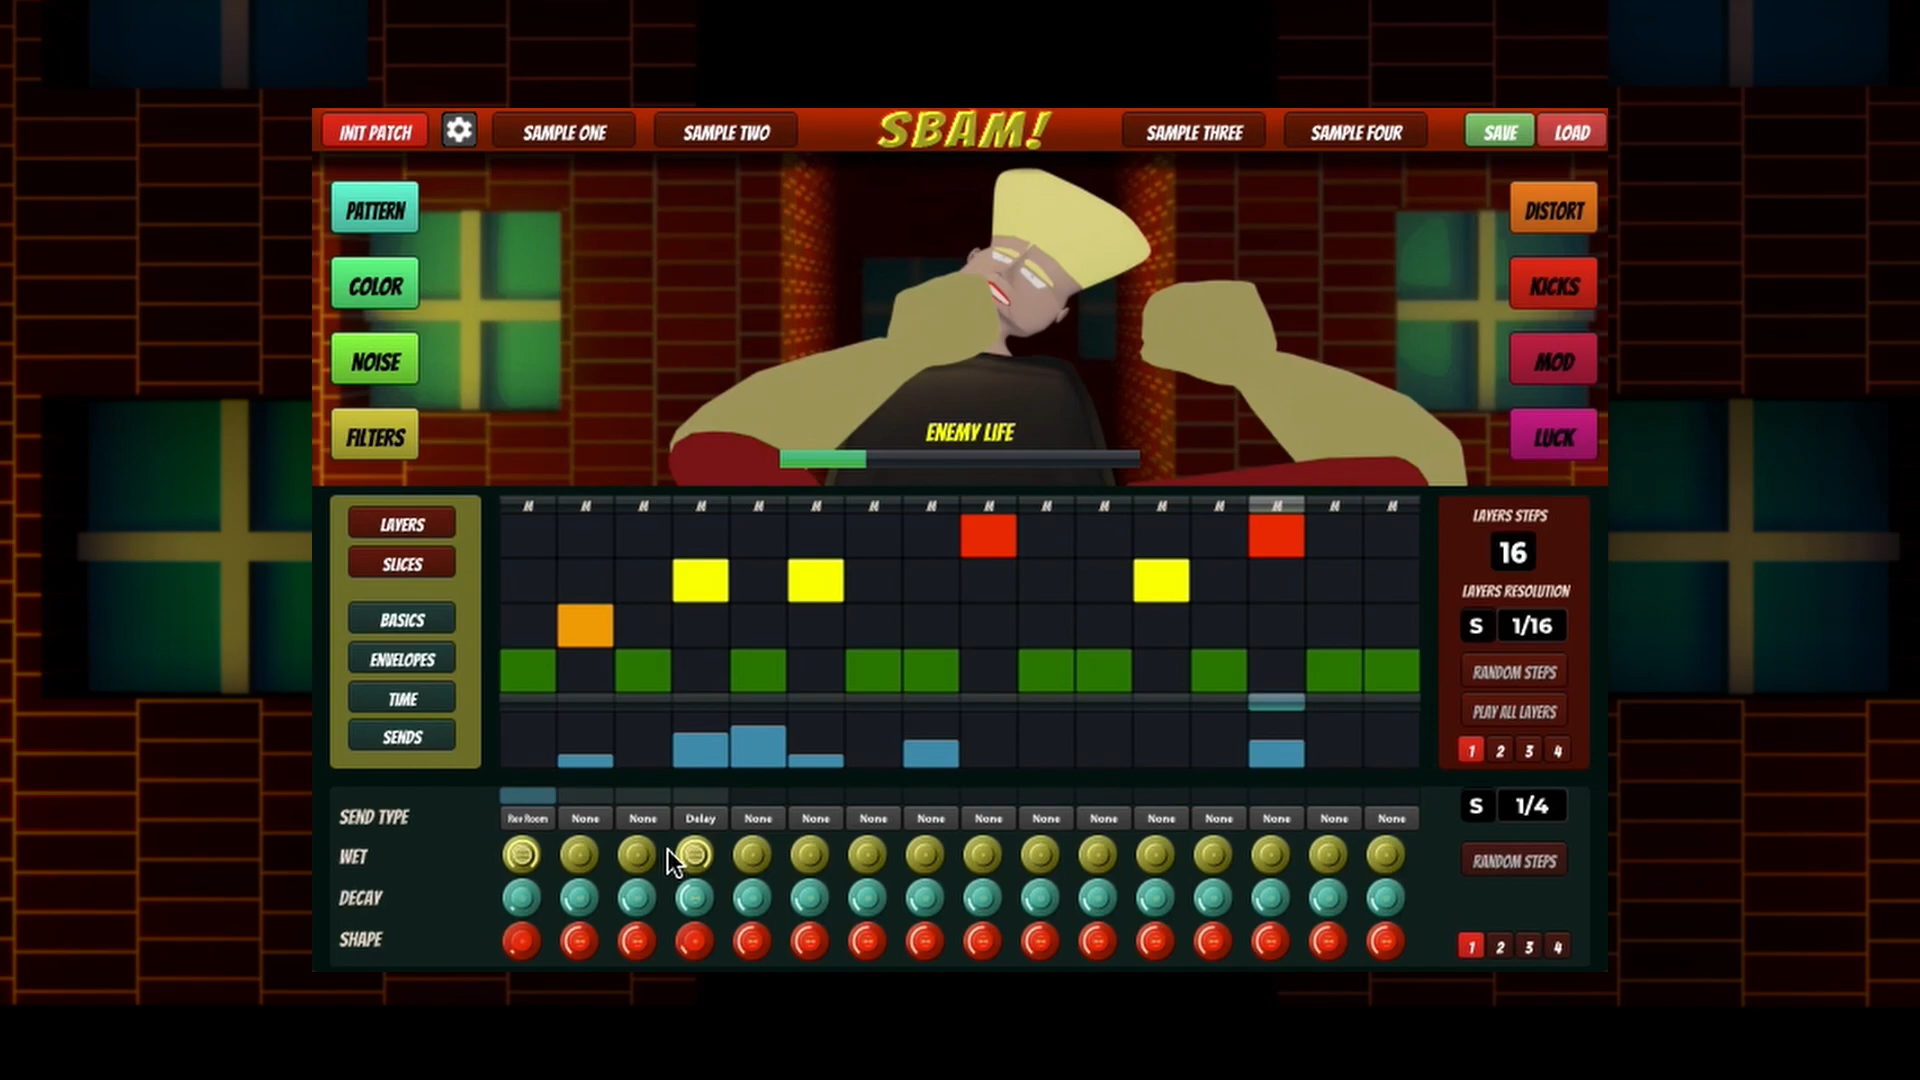 INIT PATCH
SAMPLE ONE
SAMPLE TWO
SBAM!
SAMPLE THREE
SAMPLE FOUR
SAVE
LOAD
PATTERN
COLOR
NOISE
FILTERS
DISTORT
KICKS
MOD
LUCK
ENEMY LIFE
LAYERS
SLICES
BASICS
ENVELOPES
TIME
SENDS
M M M M M M M M M M M M M M M M
LAYERS STEPS
16
LAYERS RESOLUTION
S 1/16
RANDOM STEPS
PLAY ALL LAYERS
1 2 3 4
SEND TYPE
Rev Room None None Delay None None None None None None None None None None None None
WET
DECAY
SHAPE
S 1/4
RANDOM STEPS
1 2 3 4